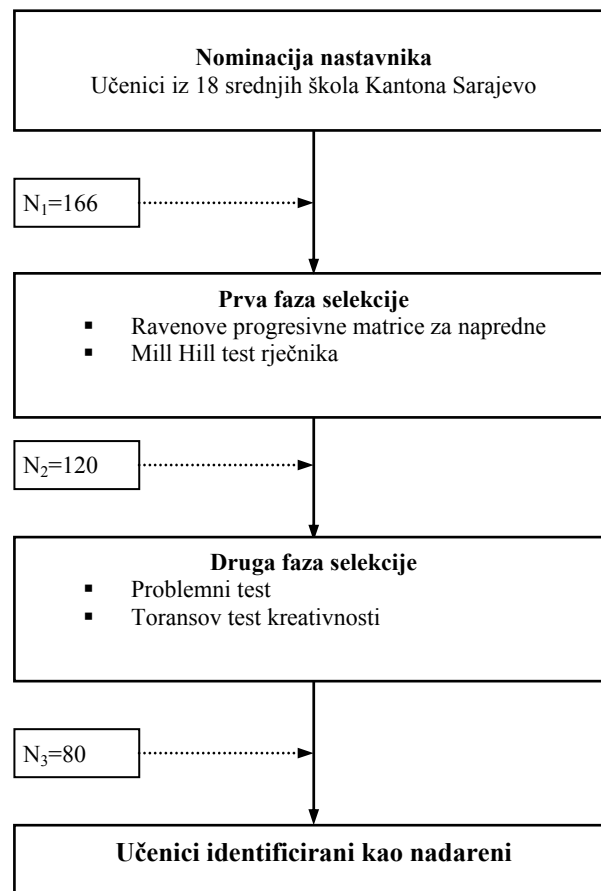 Nominacija nastavnika
Učenici iz 18 srednjih škola Kantona Sarajevo
N₁=166
Prva faza selekcije
▪ Ravenove progresivne matrice za napredne
▪ Mill Hill test rječnika
N₂=120
Druga faza selekcije
▪ Problemni test
▪ Toransov test kreativnosti
N₃=80
Učenici identificirani kao nadareni